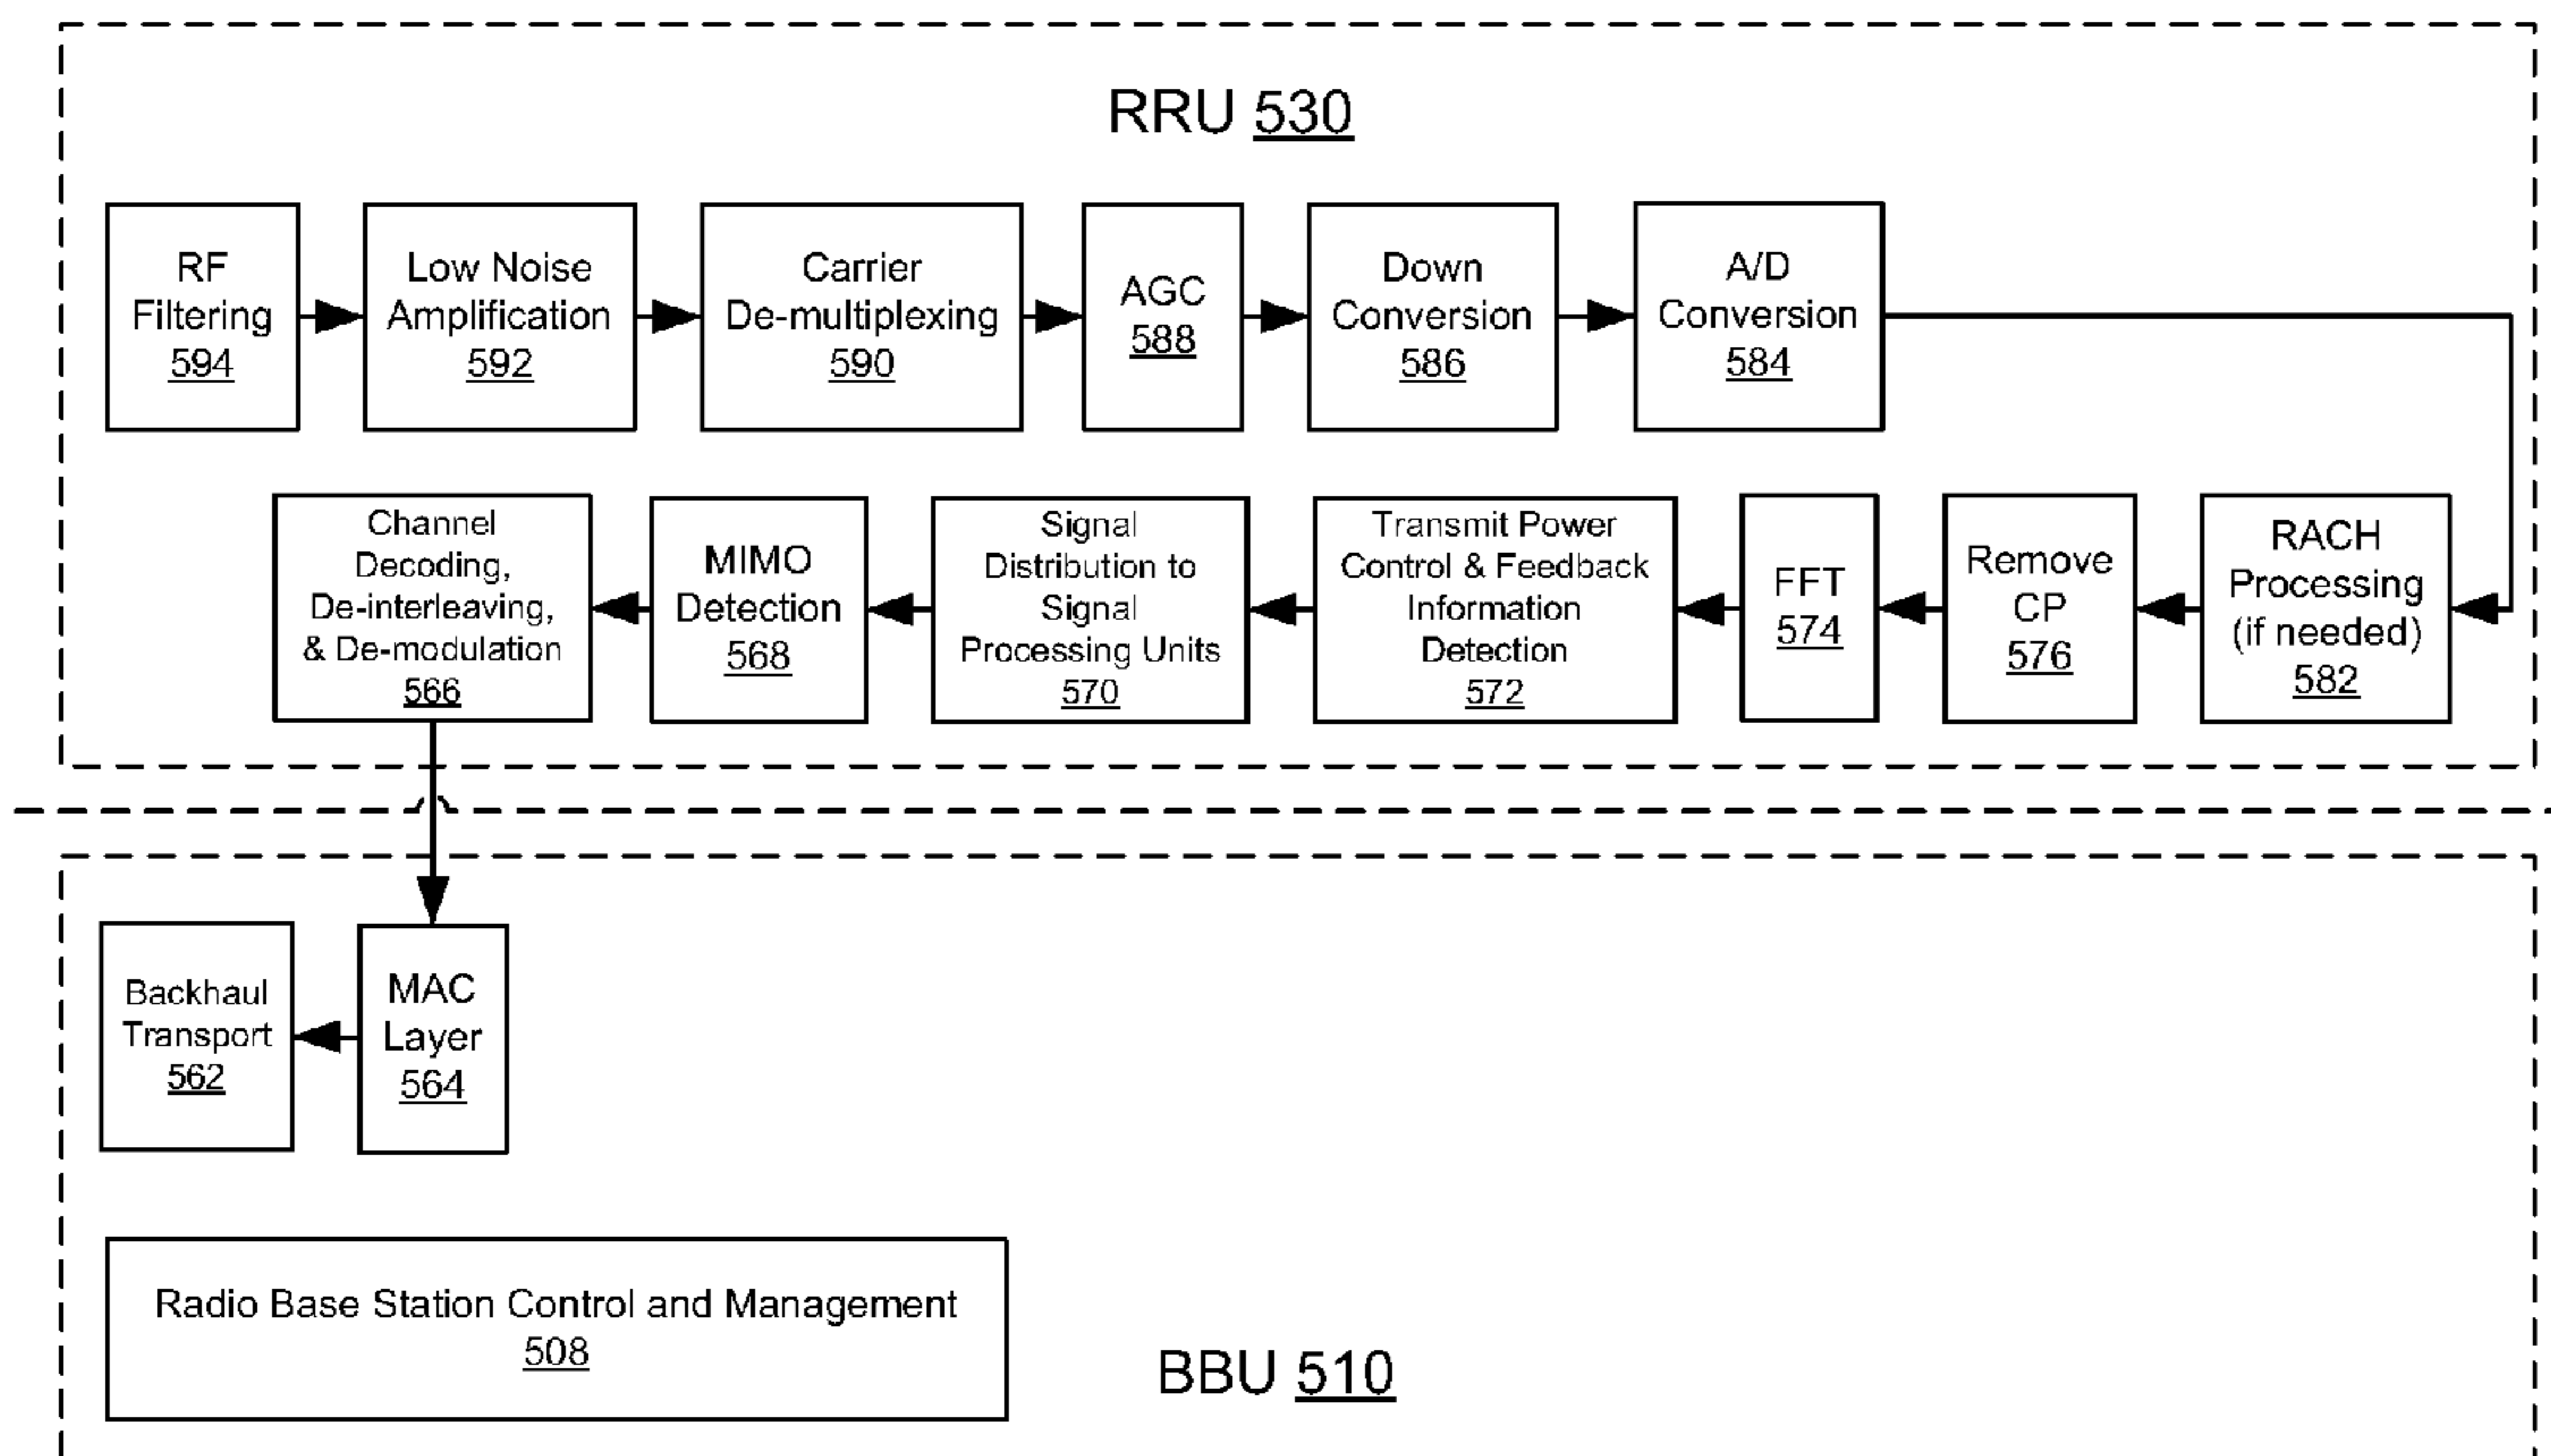 RRU 530
RF
Filtering
594
Low Noise
Amplification
592
Carrier
De-multiplexing
590
AGC
588
Down
Conversion
586
A/D
Conversion
584
Channel
Decoding,
De-interleaving,
& De-modulation
566
MIMO
Detection
568
Signal
Distribution to
Signal
Processing Units
570
Transmit Power
Control & Feedback
Information
Detection
572
FFT
574
Remove
CP
576
RACH
Processing
(if needed)
582
Backhaul
Transport
562
MAC
Layer
564
Radio Base Station Control and Management
508
BBU 510